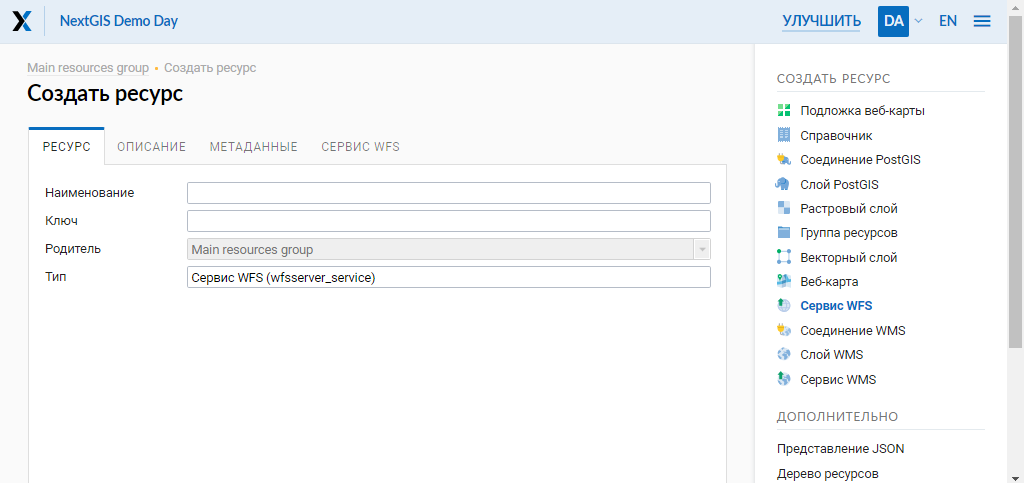 NextGIS Demo Day
УЛУЧШИТЬ
DA
EN
Main resources group • Создать ресурс
Создать ресурс
РЕСУРС
ОПИСАНИЕ
МЕТАДАННЫЕ
СЕРВИС WFS
Наименование
Ключ
Родитель
Main resources group
Тип
Сервис WFS (wfsserver_service)
СОЗДАТЬ РЕСУРС
Подложка веб-карты
Справочник
Соединение PostGIS
Слой PostGIS
Растровый слой
Группа ресурсов
Векторный слой
Веб-карта
Сервис WFS
Соединение WMS
Слой WMS
Сервис WMS
ДОПОЛНИТЕЛЬНО
Представление JSON
Дерево ресурсов